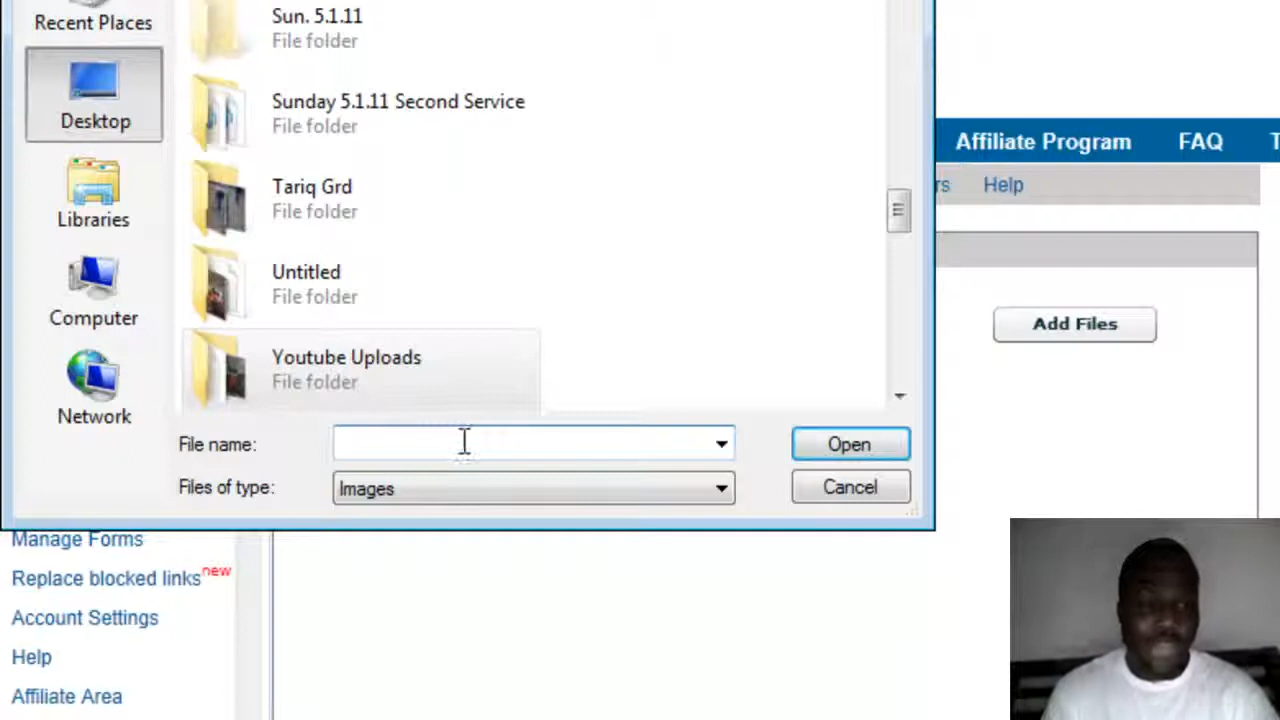 Recent Places
Desktop
Libraries
Computer
Network
Sun. 5.1.11
File folder
Sunday 5.1.11 Second Service
File folder
Tariq Grd
File folder
Untitled
File folder
Youtube Uploads
File folder
File name:
Open
Files of type:
Images
Cancel
Affiliate Program
FAQ
T
rs
Help
Add Files
Manage Forms
Replace blocked links new
Account Settings
Help
Affiliate Area